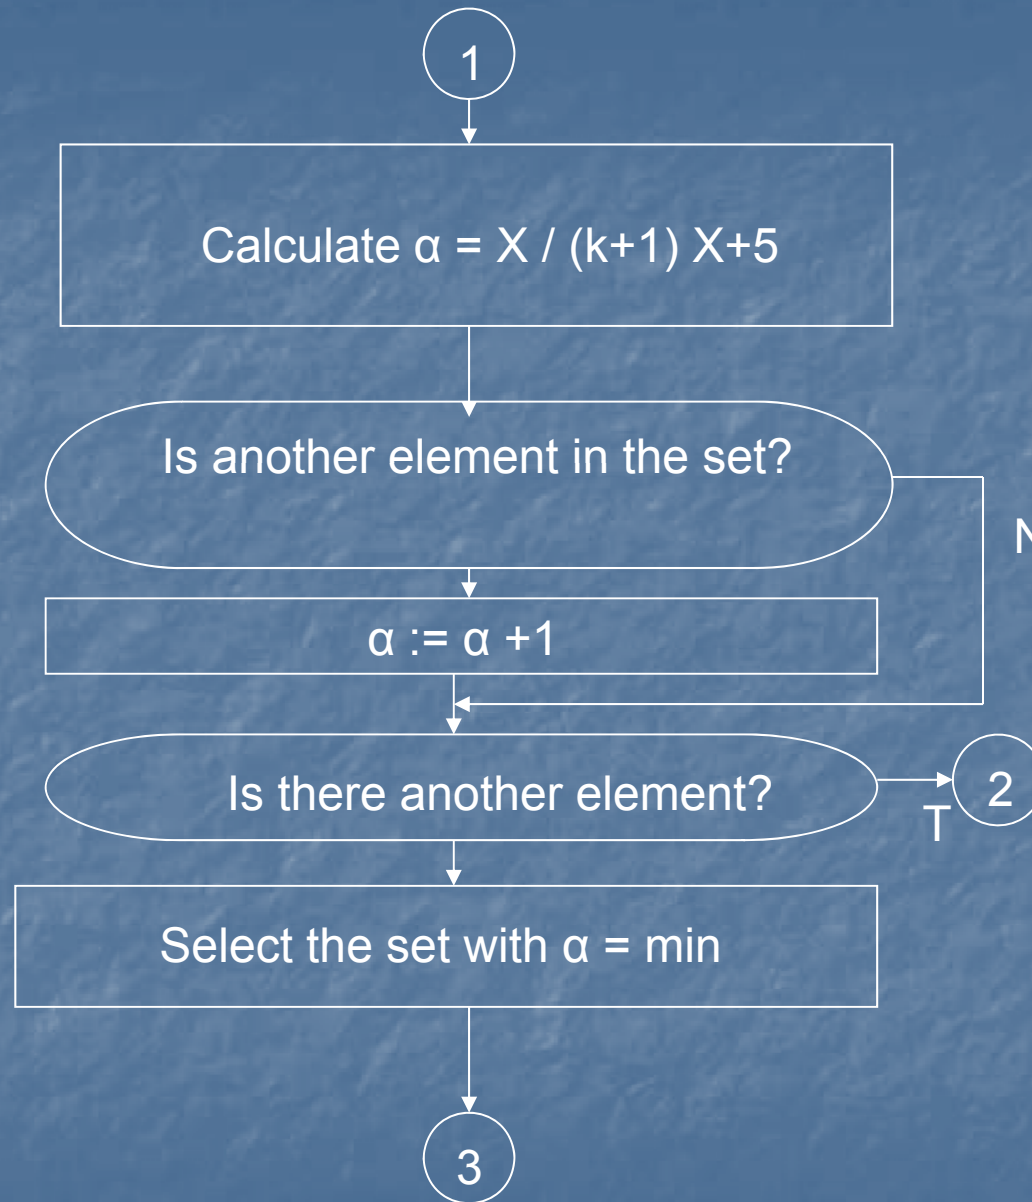 1
Calculate α = X / (k+1) X+5
Is another element in the set?
N
α := α +1
Is there another element?
2
T
Select the set with α = min
3